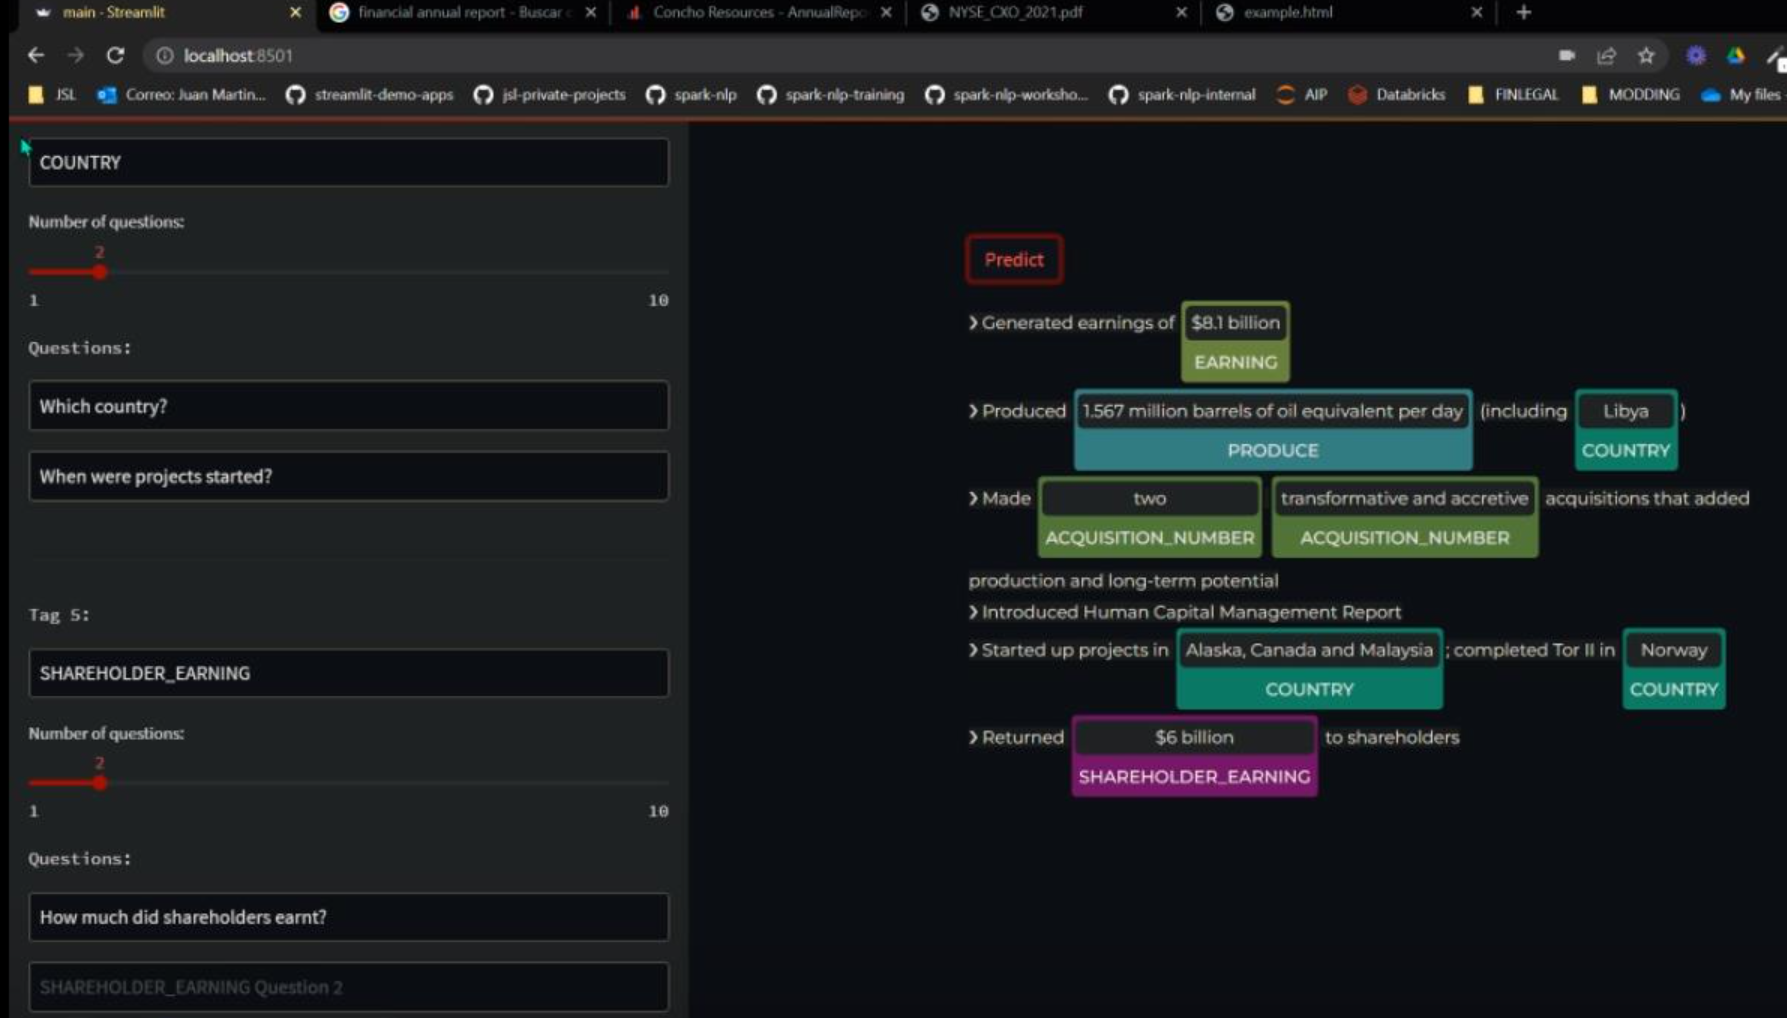 main - Streamlit
financial annual report - Buscar
Concho Resources - AnnualRepo
NYSE_CXO_2021.pdf
example.html
localhost:8501
JSL
Correo: Juan Martin...
streamlit-demo-apps
jsl-private-projects
spark-nlp
spark-nlp-training
spark-nlp-worksho...
spark-nlp-internal
AIP
Databricks
FINLEGAL
MODDING
My files
COUNTRY
Number of questions:
2
1 10
Questions:
Which country?
When were projects started?
Tag 5:
SHAREHOLDER_EARNING
Number of questions:
2
1 10
Questions:
How much did shareholders earnt?
SHAREHOLDER_EARNING Question 2
Predict
❯ Generated earnings of $8.1 billion
EARNING
❯ Produced 1.567 million barrels of oil equivalent per day (including Libya )
PRODUCE COUNTRY
❯ Made two transformative and accretive acquisitions that added
ACQUISITION_NUMBER ACQUISITION_NUMBER
production and long-term potential
❯ Introduced Human Capital Management Report
❯ Started up projects in Alaska, Canada and Malaysia ; completed Tor II in Norway
COUNTRY COUNTRY
❯ Returned $6 billion to shareholders
SHAREHOLDER_EARNING